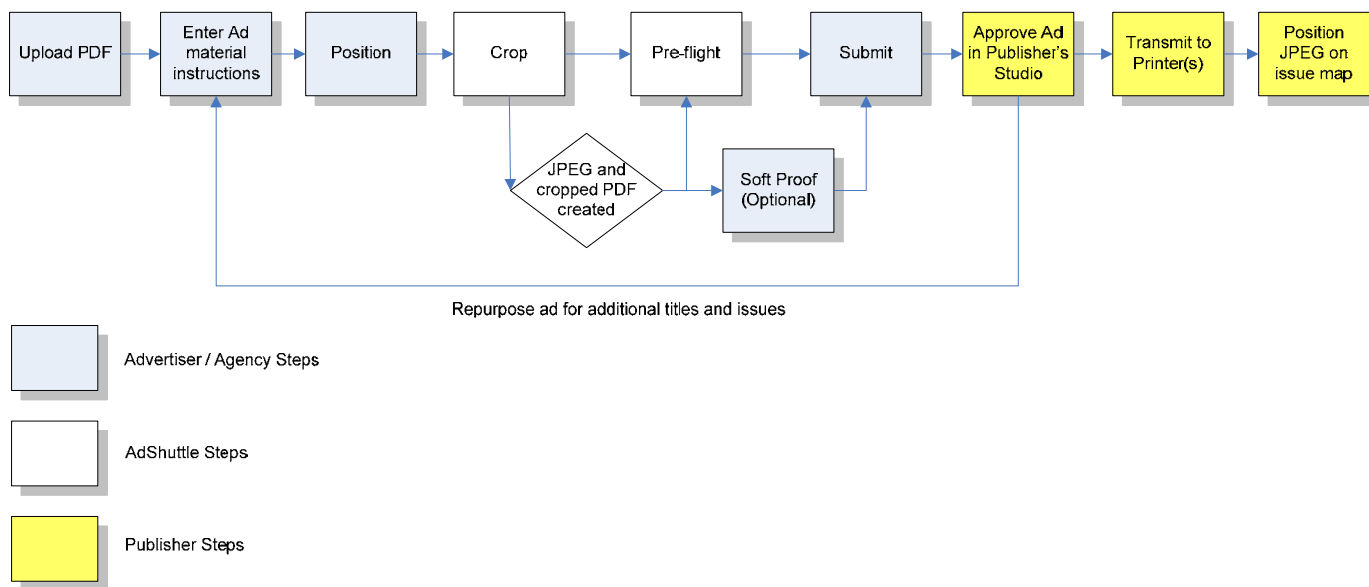 Upload PDF
Enter Ad
material
instructions
Position
Crop
Pre-flight
Submit
Approve Ad
in Publisher's
Studio
Transmit to
Printer(s)
Position
JPEG on
issue map
JPEG and
cropped PDF
created
Soft Proof
(Optional)
Repurpose ad for additional titles and issues
Advertiser / Agency Steps
AdShuttle Steps
Publisher Steps